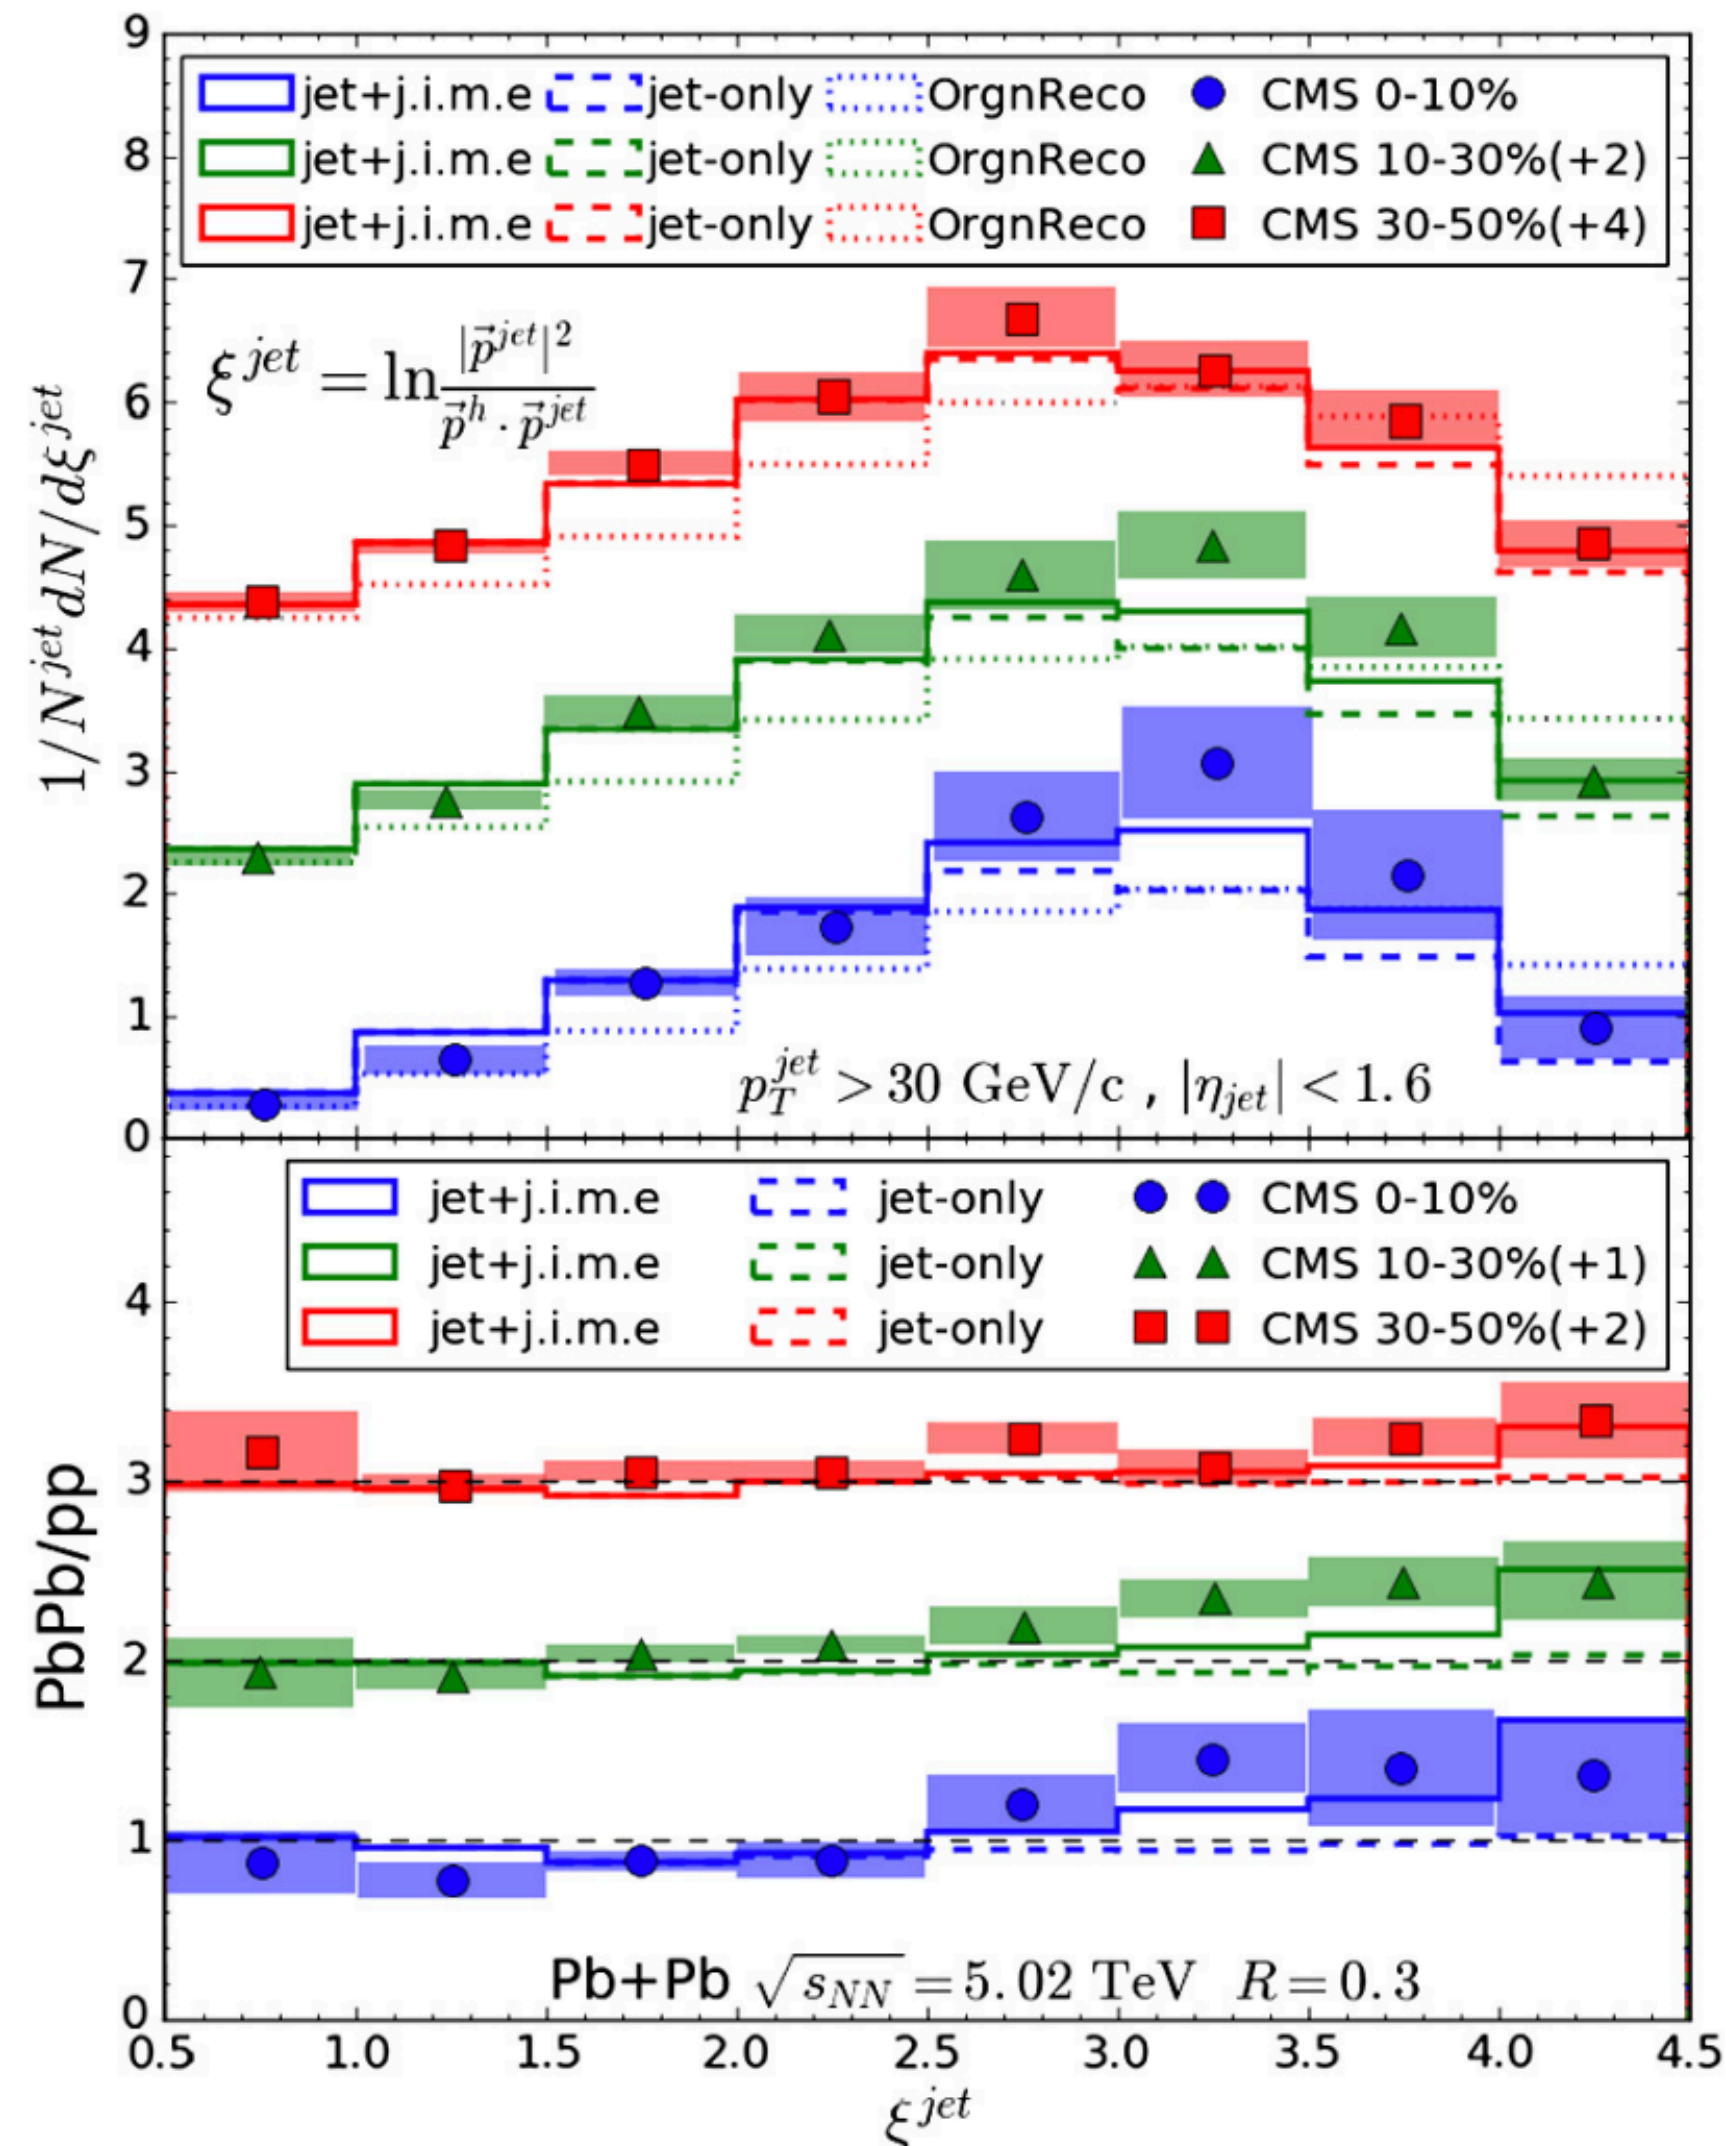 9
jet+j.i.m.e jet-only OrgnReco CMS 0-10%
8
jet+j.i.m.e jet-only OrgnReco CMS 10-30%(+2)
jet+j.i.m.e jet-only OrgnReco CMS 30-50%(+4)
7
ξ^{jet} = ln |p⃗^{jet}|^2 / p⃗^h · p⃗^{jet}
6
5
4
3
2
1
0
1/N^{jet} dN/dξ^{jet}
p_T^{jet} > 30 GeV/c , |η_{jet}| < 1.6
jet+j.i.m.e jet-only CMS 0-10%
jet+j.i.m.e jet-only CMS 10-30%(+1)
4
jet+j.i.m.e jet-only CMS 30-50%(+2)
3
2
1
0
PbPb/pp
Pb+Pb √s_{NN} = 5.02 TeV R = 0.3
0.5 1.0 1.5 2.0 2.5 3.0 3.5 4.0 4.5
ξ^{jet}